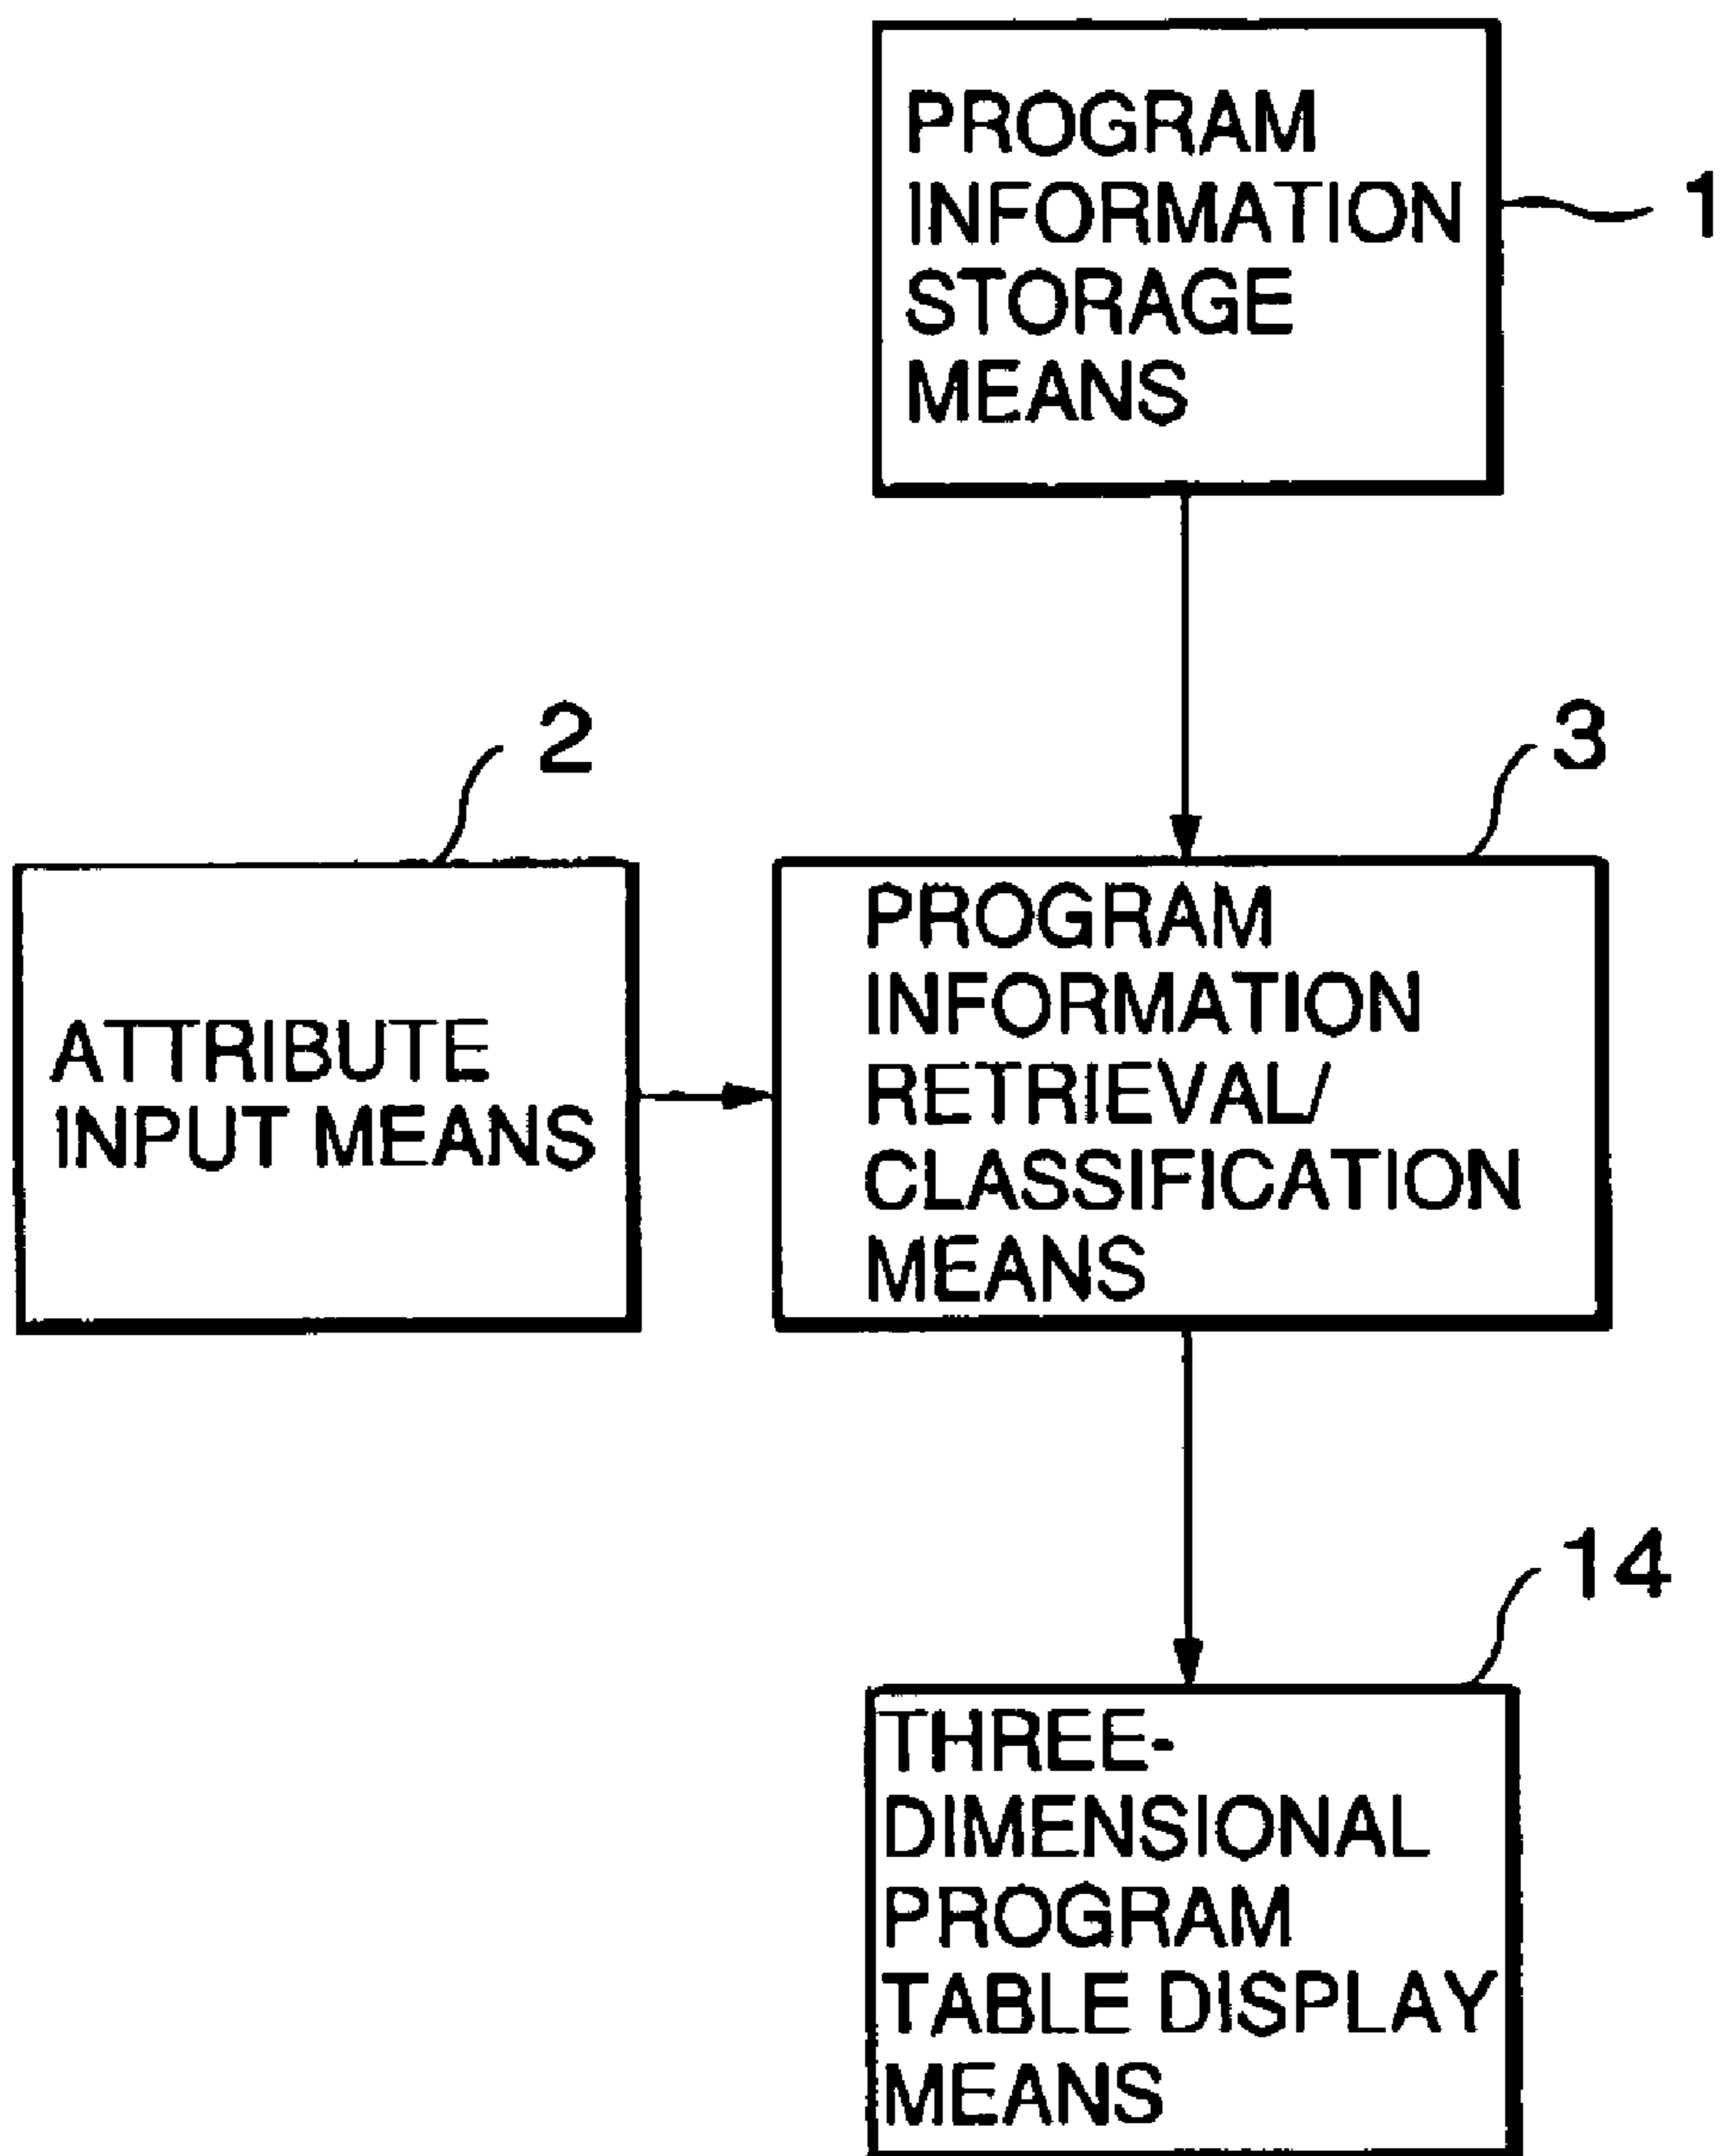 PROGRAM
INFORMATION
STORAGE
MEANS
1
2
3
ATTRIBUTE
INPUT MEANS
PROGRAM
INFORMATION
RETRIEVAL/
CLASSIFICATION
MEANS
14
THREE-
DIMENSIONAL
PROGRAM
TABLE DISPLAY
MEANS